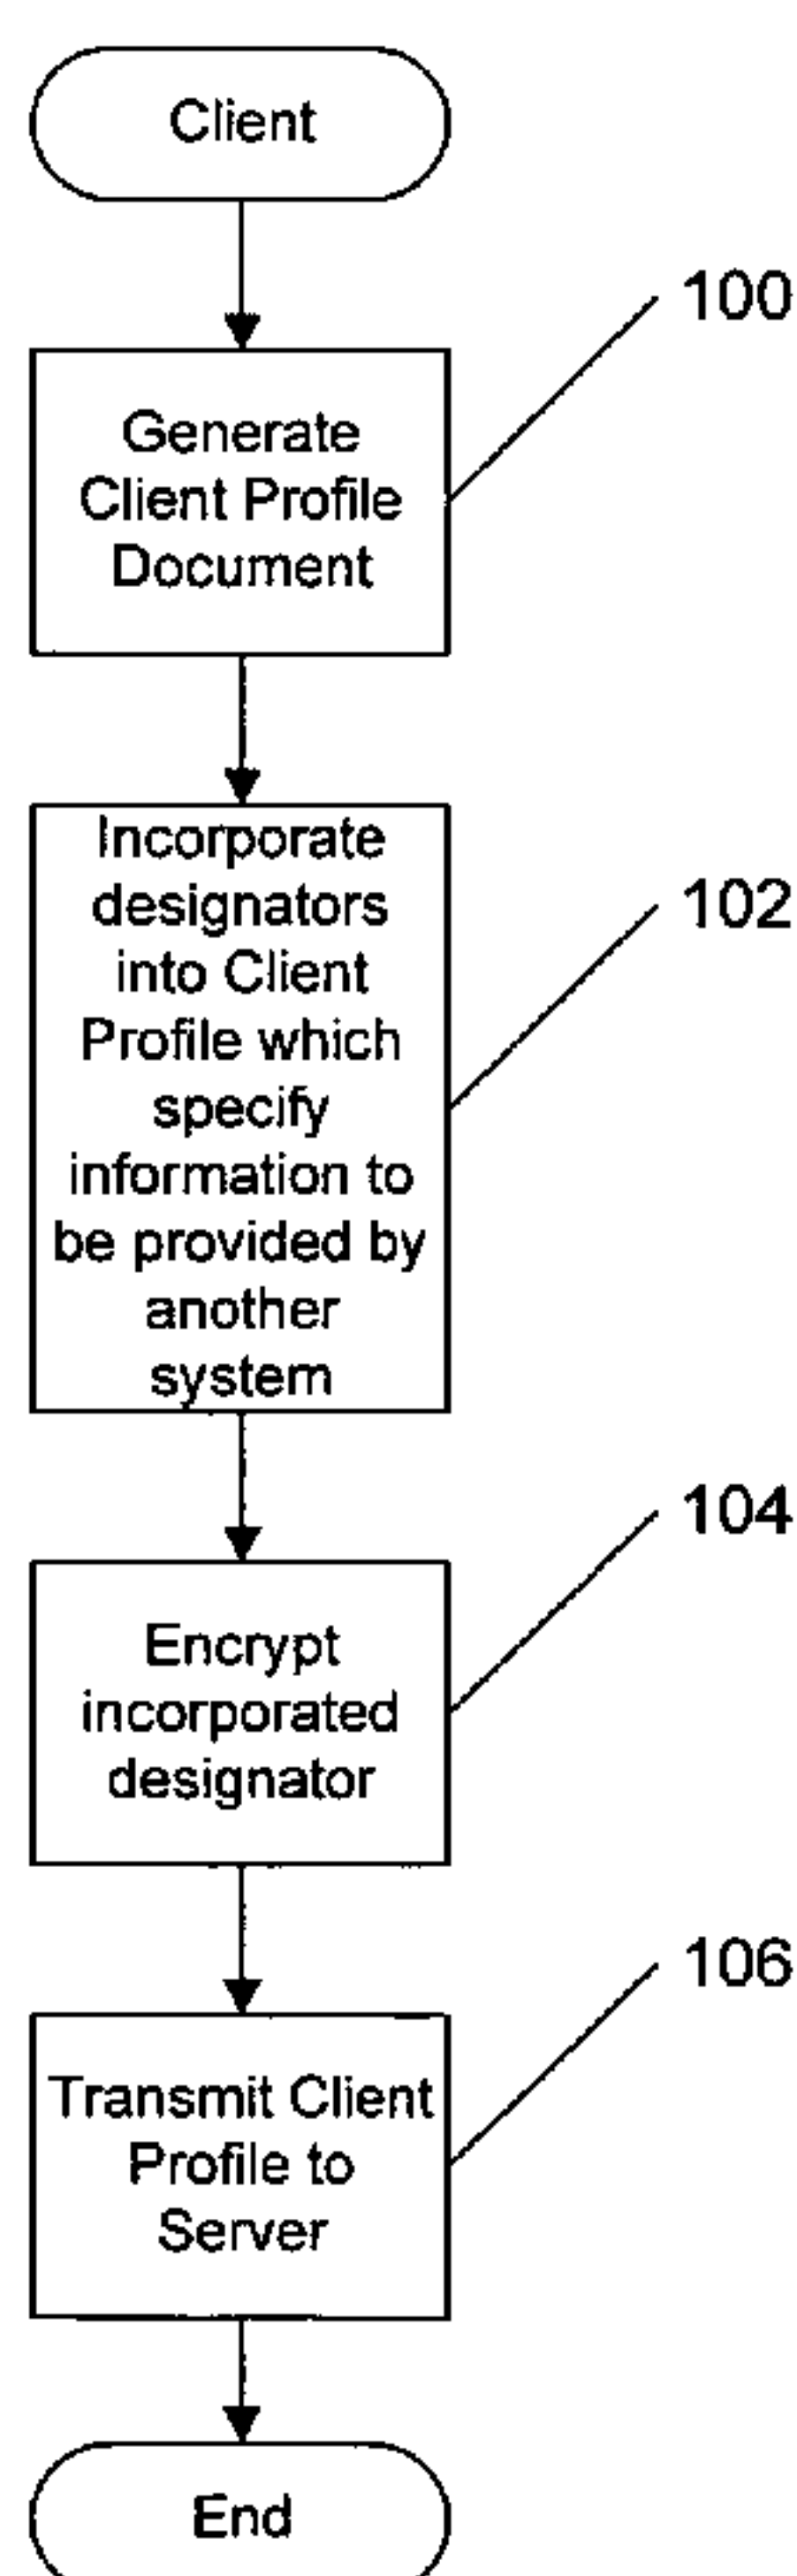 Client
100
Generate
Client Profile
Document
Incorporate
designators
into Client
Profile which
specify
information to
be provided by
another
system
102
Encrypt
incorporated
designator
104
Transmit Client
Profile to
Server
106
End